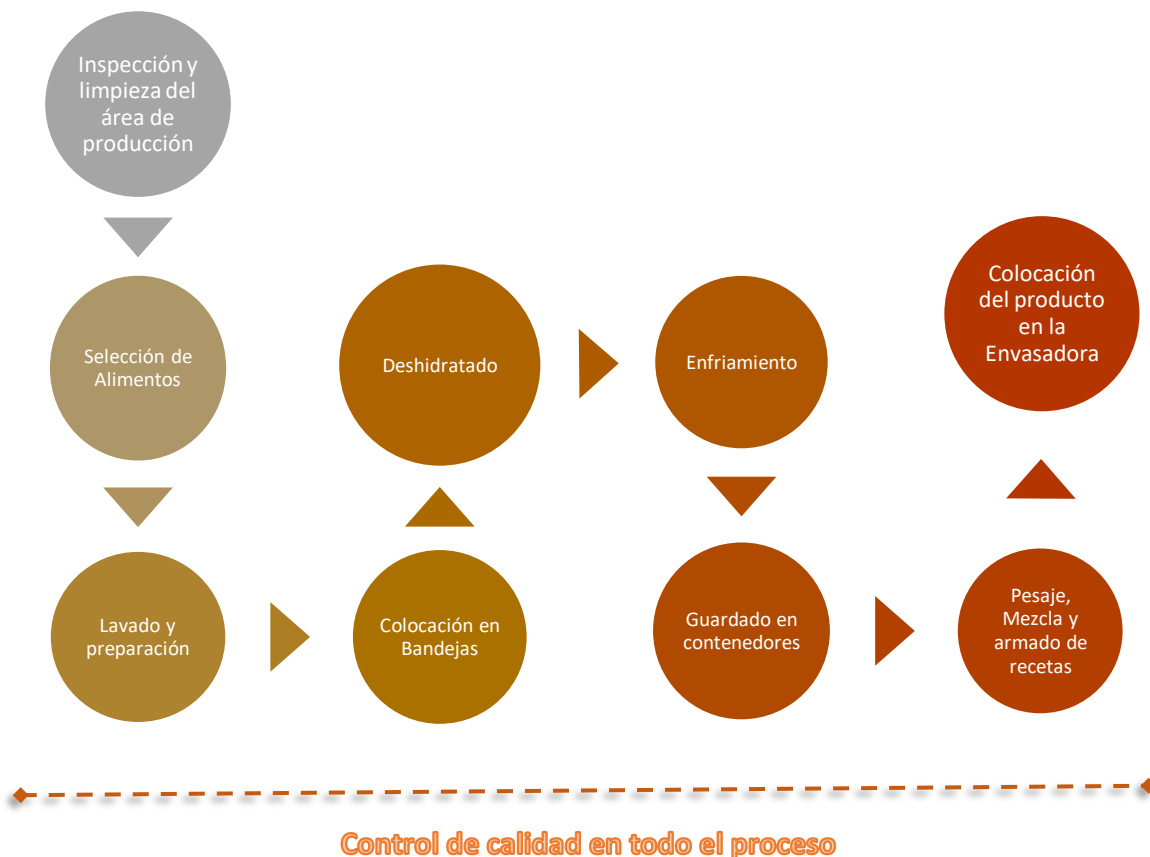 Inspección y
limpieza del
área de
producción
Selección de
Alimentos
Lavado y
preparación
Colocación en
Bandejas
Deshidratado
Enfriamiento
Guardado en
contenedores
Pesaje,
Mezcla y
armado de
recetas
Colocación
del producto
en la
Envasadora
Control de calidad en todo el proceso